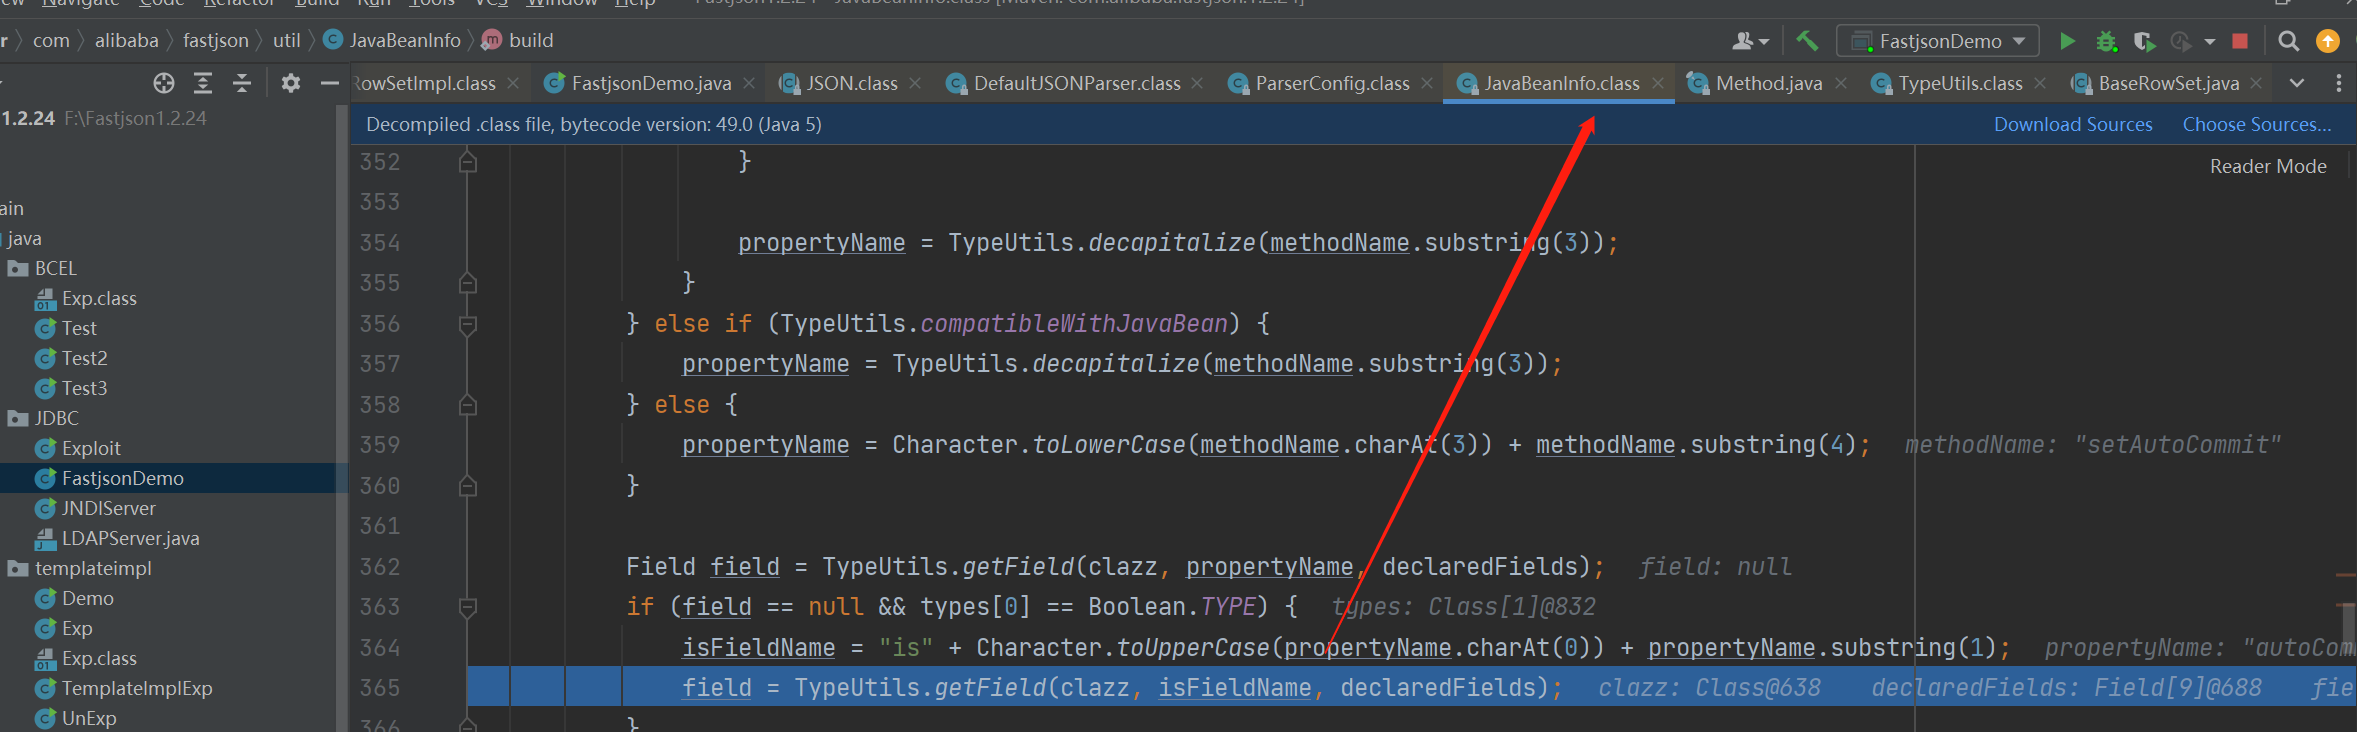 Navigate Code Refactor Build Run Tools VCS Window Help
r com alibaba fastjson util JavaBeanInfo build
FastjsonDemo
RowSetImpl.class FastjsonDemo.java JSON.class DefaultJSONParser.class ParserConfig.class JavaBeanInfo.class Method.java TypeUtils.class BaseRowSet.java
1.2.24 F:\Fastjson1.2.24
Decompiled .class file, bytecode version: 49.0 (Java 5) Download Sources Choose Sources...
Reader Mode
ain
java
BCEL
Exp.class
Test
Test2
Test3
JDBC
Exploit
FastjsonDemo
JNDIServer
LDAPServer.java
templateimpl
Demo
Exp
Exp.class
TemplateImplExp
UnExp
352 }
353
354 propertyName = TypeUtils.decapitalize(methodName.substring(3));
355 }
356 } else if (TypeUtils.compatibleWithJavaBean) {
357 propertyName = TypeUtils.decapitalize(methodName.substring(3));
358 } else {
359 propertyName = Character.toLowerCase(methodName.charAt(3)) + methodName.substring(4); methodName: "setAutoCommit"
360 }
361
362 Field field = TypeUtils.getField(clazz, propertyName, declaredFields); field: null
363 if (field == null && types[0] == Boolean.TYPE) { types: Class[1]@832
364 isFieldName = "is" + Character.toUpperCase(propertyName.charAt(0)) + propertyName.substring(1); propertyName: "autoCom
365 field = TypeUtils.getField(clazz, isFieldName, declaredFields); clazz: Class@638 declaredFields: Field[9]@688 fie
366 }